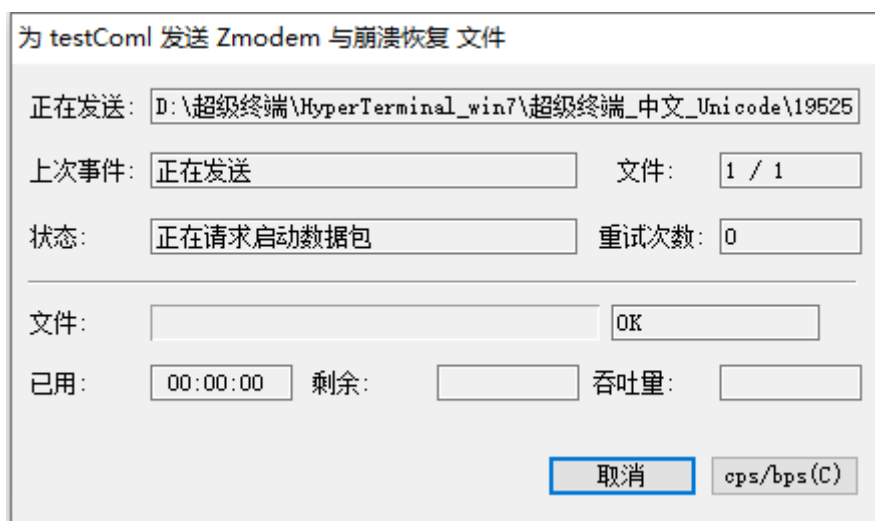 为 testComl 发送 Zmodem 与崩溃恢复 文件
正在发送: D:\超级终端\HyperTerminal_win7\超级终端_中文_Unicode\19525
上次事件: 正在发送 文件: 1 / 1
状态: 正在请求启动数据包 重试次数: 0
文件: OK
已用: 00:00:00 剩余: 吞吐量:
取消 cps/bps(C)